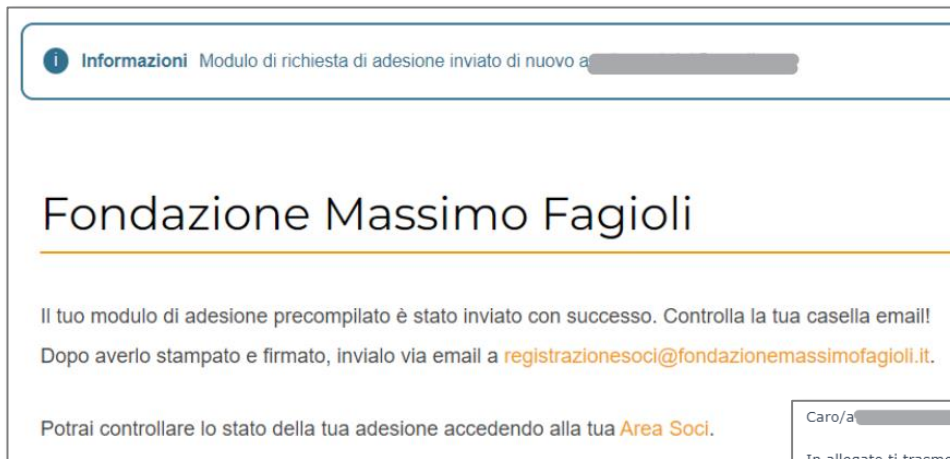 i Informazioni Modulo di richiesta di adesione inviato di nuovo a
Fondazione Massimo Fagioli
Il tuo modulo di adesione precompilato è stato inviato con successo. Controlla la tua casella email!
Dopo averlo stampato e firmato, invialo via email a registrazionesoci@fondazionemassimofagioli.it.
Potrai controllare lo stato della tua adesione accedendo alla tua Area Soci.
Caro/a